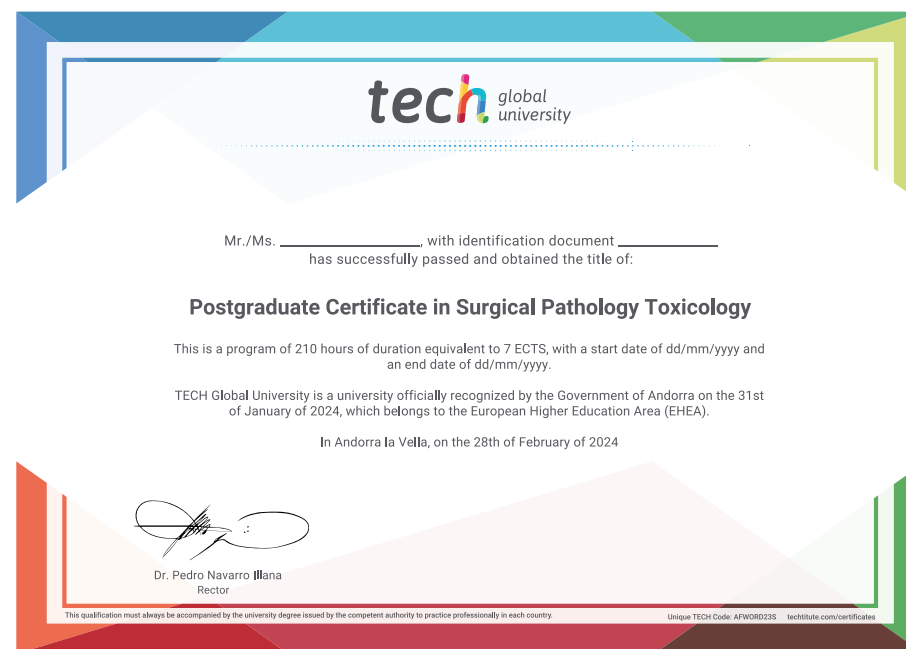 tech global university
Mr./Ms. ____________________, with identification document ______________
has successfully passed and obtained the title of:
Postgraduate Certificate in Surgical Pathology Toxicology
This is a program of 210 hours of duration equivalent to 7 ECTS, with a start date of dd/mm/yyyy and
an end date of dd/mm/yyyy.
TECH Global University is a university officially recognized by the Government of Andorra on the 31st
of January of 2024, which belongs to the European Higher Education Area (EHEA).
In Andorra la Vella, on the 28th of February of 2024
Dr. Pedro Navarro Illana
Rector
This qualification must always be accompanied by the university degree issued by the competent authority to practice professionally in each country.
Unique TECH Code: AFWORD23S techtitute.com/certificates